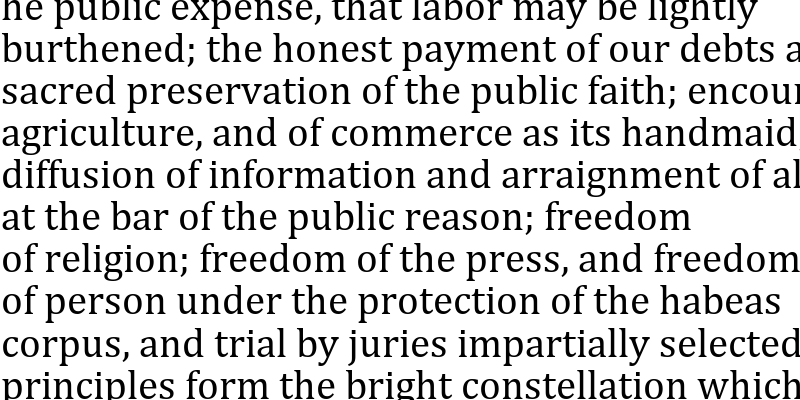 he public expense, that labor may be lightly
burthened; the honest payment of our debts a
sacred preservation of the public faith; encour
agriculture, and of commerce as its handmaid,
diffusion of information and arraignment of al
at the bar of the public reason; freedom
of religion; freedom of the press, and freedom
of person under the protection of the habeas
corpus, and trial by juries impartially selected
principles form the bright constellation which